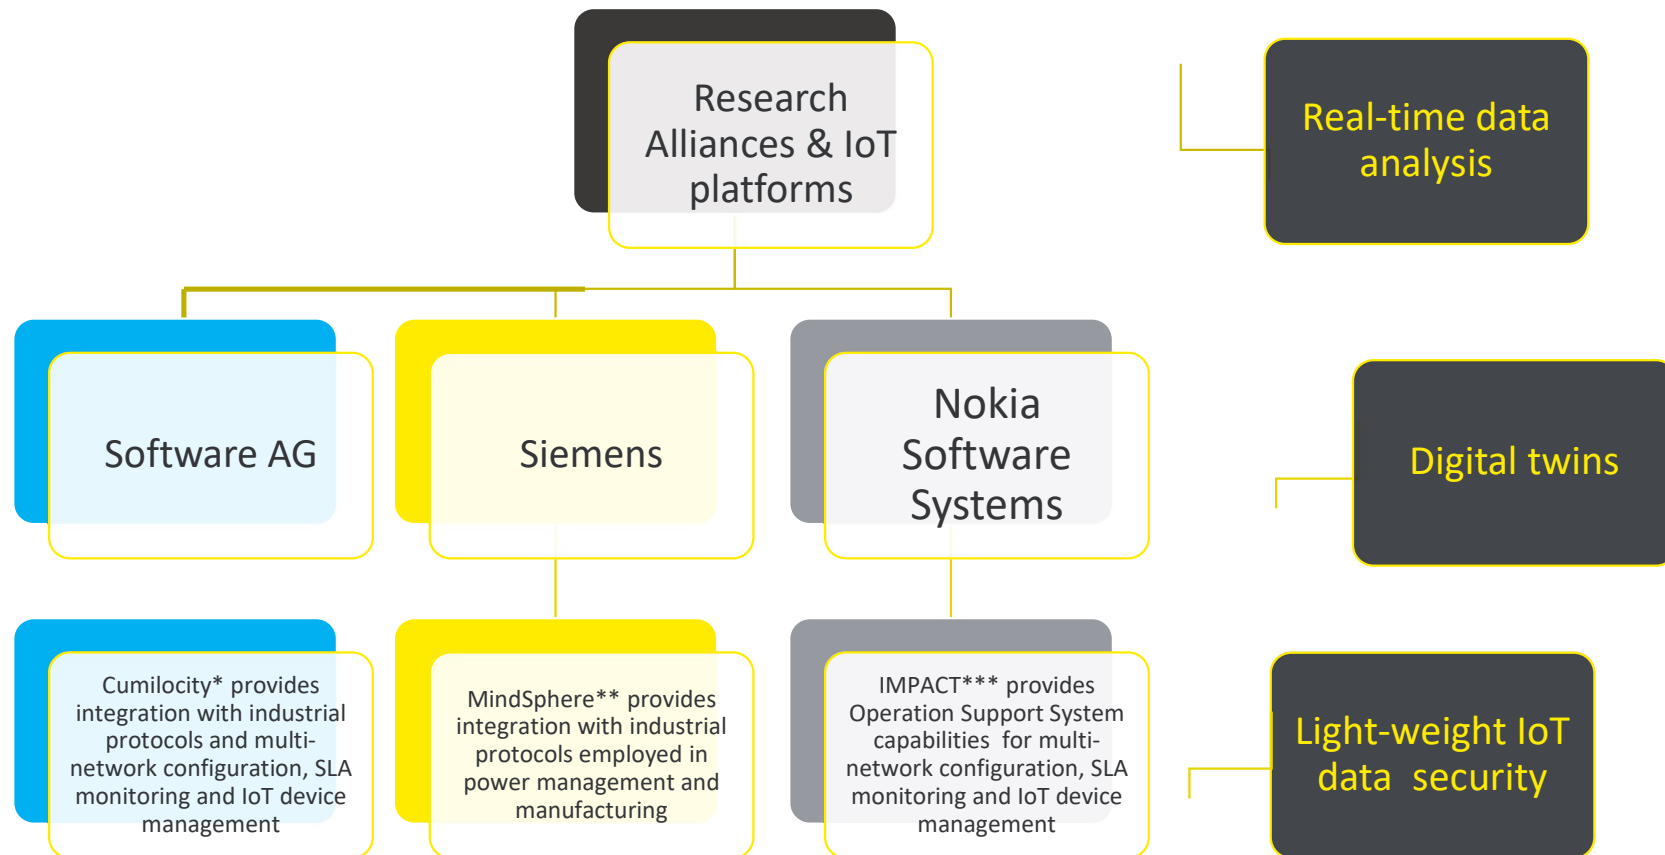 Research
Alliances & IoT
platforms
Real-time data
analysis
Software AG
Siemens
Nokia
Software
Systems
Digital twins
Cumilocity* provides
integration with industrial
protocols and multi-
network configuration, SLA
monitoring and IoT device
management
MindSphere** provides
integration with industrial
protocols employed in
power management and
manufacturing
IMPACT*** provides
Operation Support System
capabilities  for multi-
network configuration, SLA
monitoring and IoT device
management
Light-weight IoT
data  security